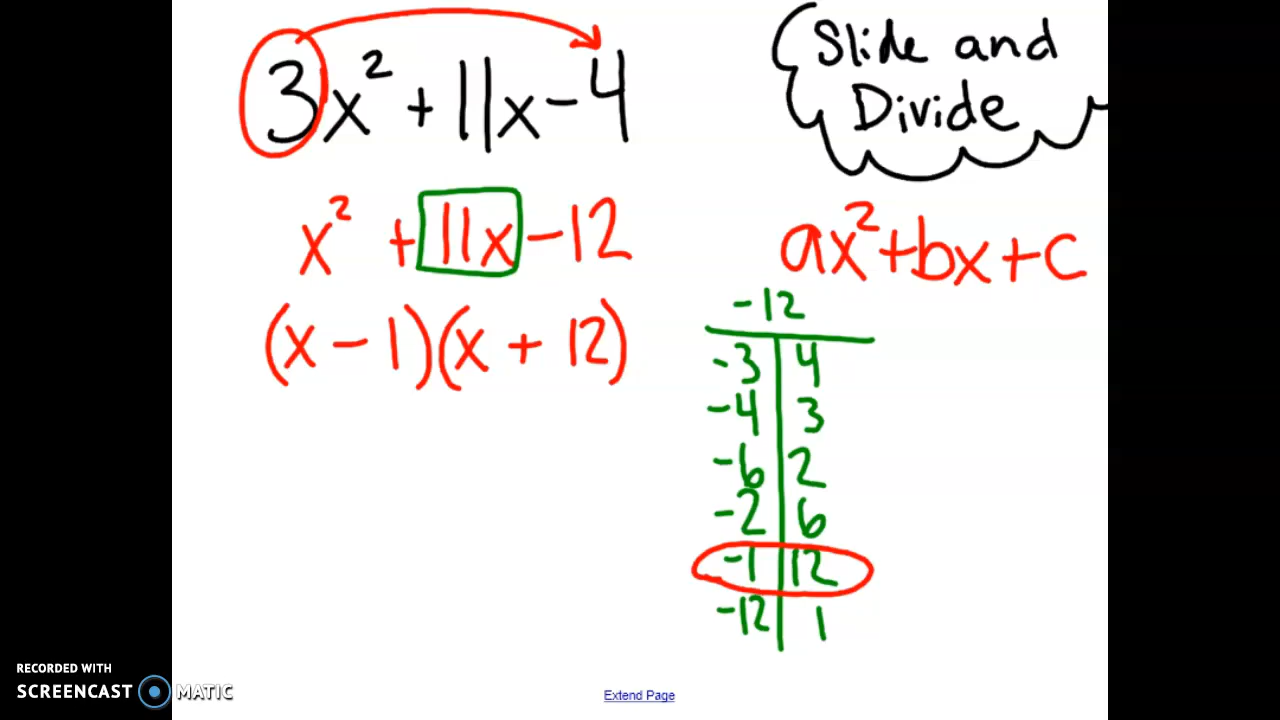 3x² + 11x - 4
Slide and
Divide
x² + 11x - 12
ax² + bx + c
(x - 1)(x + 12)
-12
-3 4
-4 3
-6 2
-2 6
-1 12
-12 1
RECORDED WITH
SCREENCAST MATIC
Extend Page